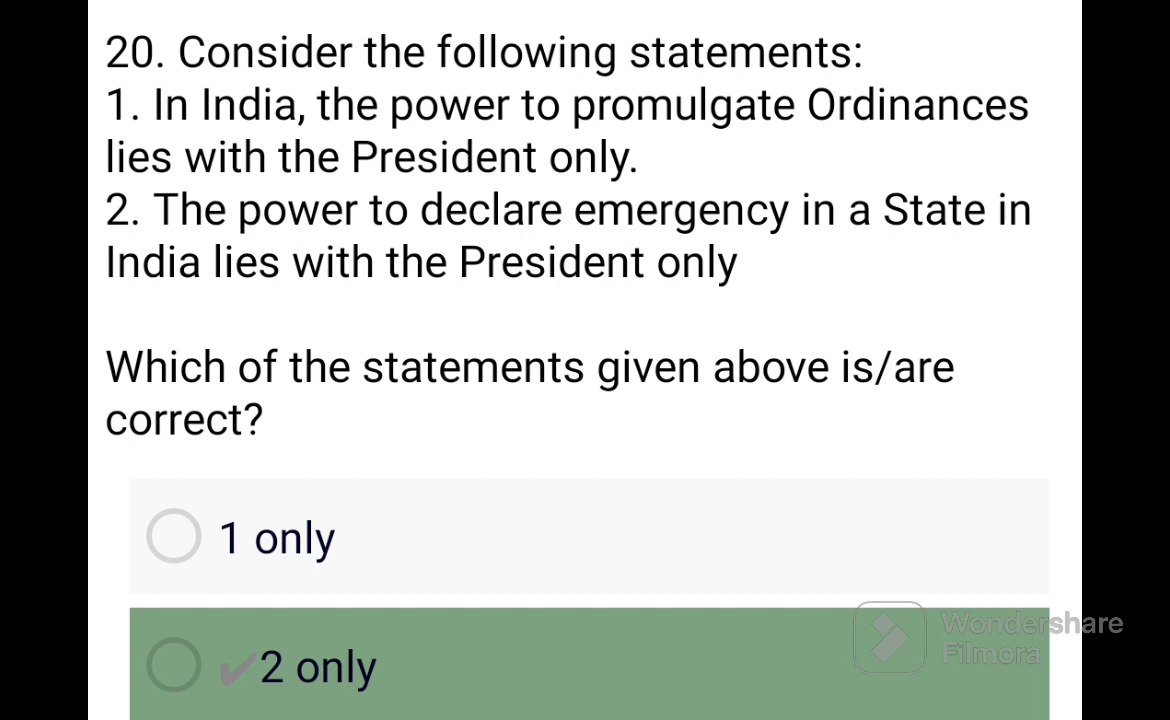 20. Consider the following statements:
1. In India, the power to promulgate Ordinances
lies with the President only.
2. The power to declare emergency in a State in
India lies with the President only
Which of the statements given above is/are
correct?
1 only
✔2 only
Wondershare
Filmora